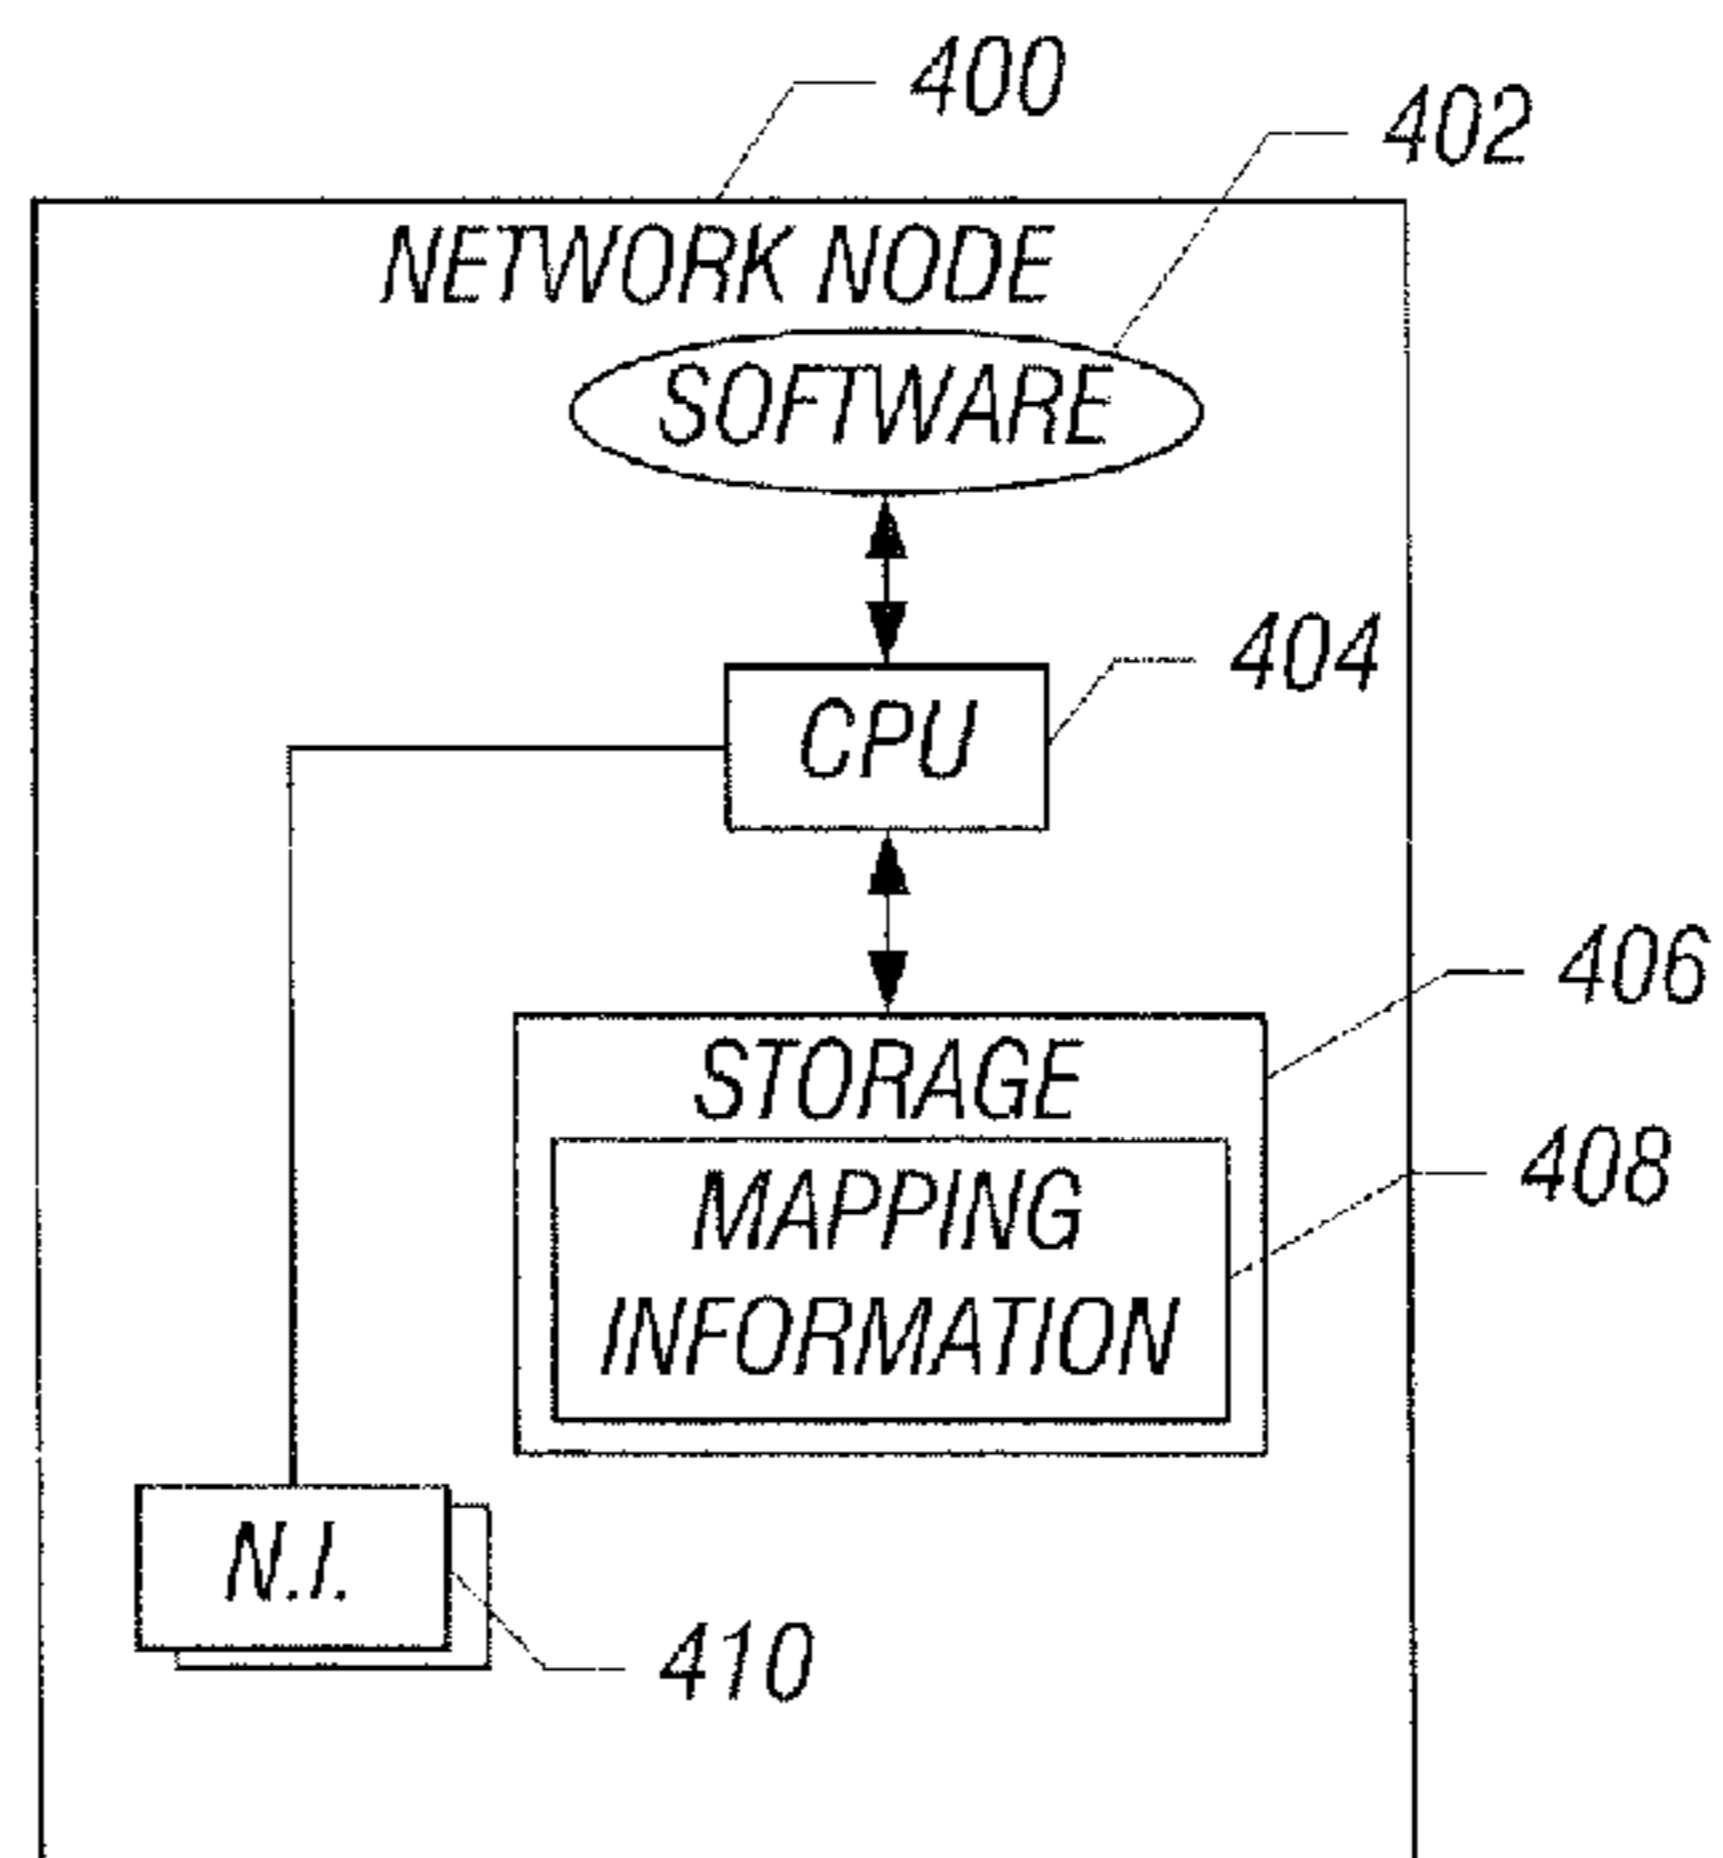 400
402
NETWORK NODE
SOFTWARE
404
CPU
406
STORAGE
408
MAPPING
INFORMATION
N.I.
410